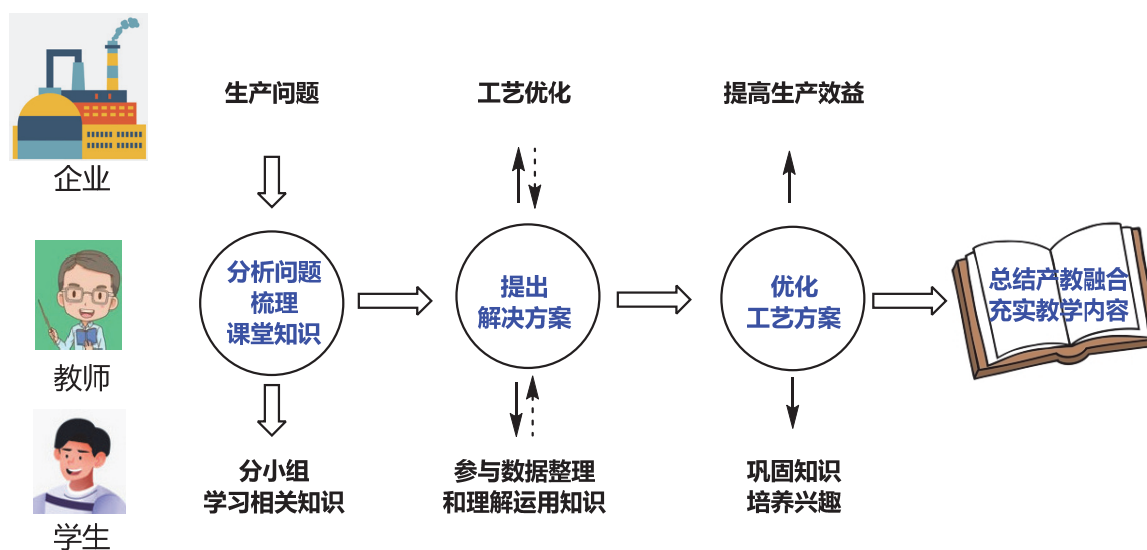 生产问题
工艺优化
提高生产效益
企业
分析问题
梳理
课堂知识
提出
解决方案
优化
工艺方案
总结产教融合
充实教学内容
教师
分小组
学习相关知识
参与数据整理
和理解运用知识
巩固知识
培养兴趣
学生